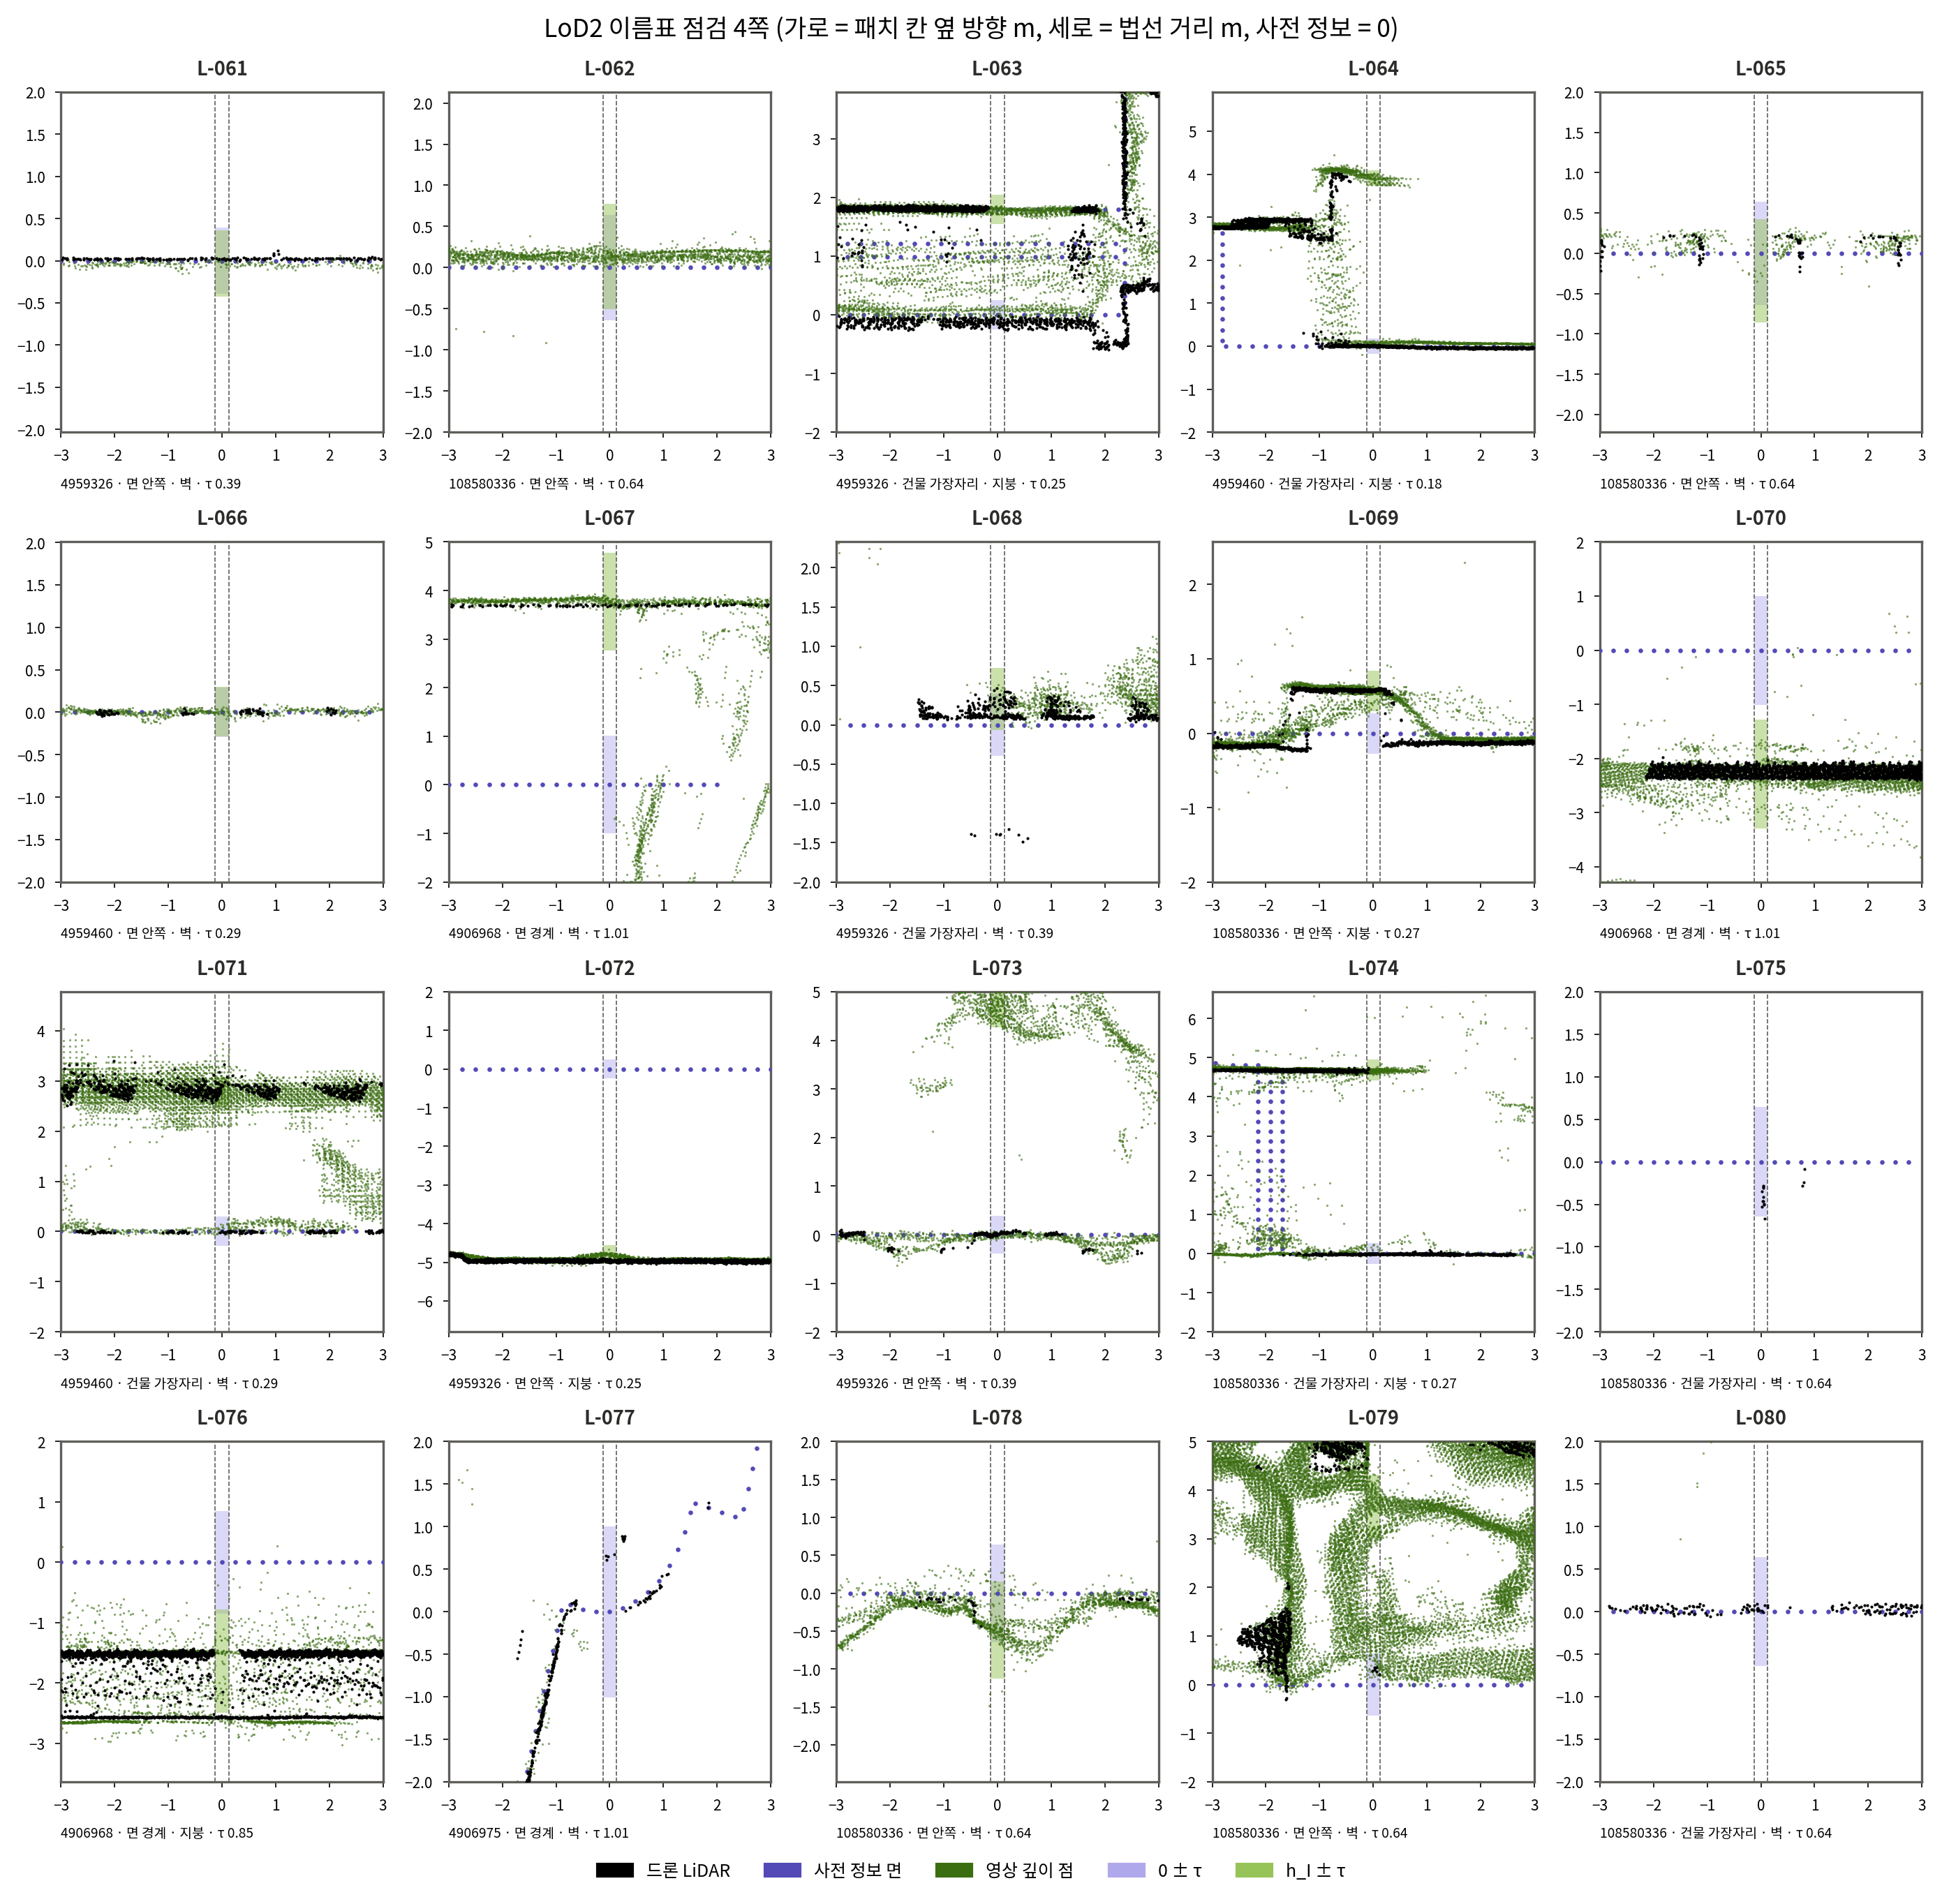 LoD2 이름표 점검 4쪽 (가로 = 패치 칸 옆 방향 m, 세로 = 법선 거리 m, 사전 정보 = 0)
L-061 L-062 L-063 L-064 L-065
4959326 · 면 안쪽 · 벽 · τ 0.39
108580336 · 면 안쪽 · 벽 · τ 0.64
4959326 · 건물 가장자리 · 지붕 · τ 0.25
4959460 · 건물 가장자리 · 지붕 · τ 0.18
108580336 · 면 안쪽 · 벽 · τ 0.64
L-066 L-067 L-068 L-069 L-070
4959460 · 면 안쪽 · 벽 · τ 0.29
4906968 · 면 경계 · 벽 · τ 1.01
4959326 · 건물 가장자리 · 벽 · τ 0.39
108580336 · 면 안쪽 · 지붕 · τ 0.27
4906968 · 면 경계 · 벽 · τ 1.01
L-071 L-072 L-073 L-074 L-075
4959460 · 건물 가장자리 · 벽 · τ 0.29
4959326 · 면 안쪽 · 지붕 · τ 0.25
4959326 · 면 안쪽 · 벽 · τ 0.39
108580336 · 건물 가장자리 · 지붕 · τ 0.27
108580336 · 건물 가장자리 · 벽 · τ 0.64
L-076 L-077 L-078 L-079 L-080
4906968 · 면 경계 · 지붕 · τ 0.85
4906975 · 면 경계 · 벽 · τ 1.01
108580336 · 면 안쪽 · 벽 · τ 0.64
108580336 · 면 안쪽 · 벽 · τ 0.64
108580336 · 건물 가장자리 · 벽 · τ 0.64
드론 LiDAR 사전 정보 면 영상 깊이 점 0 ± τ h_I ± τ